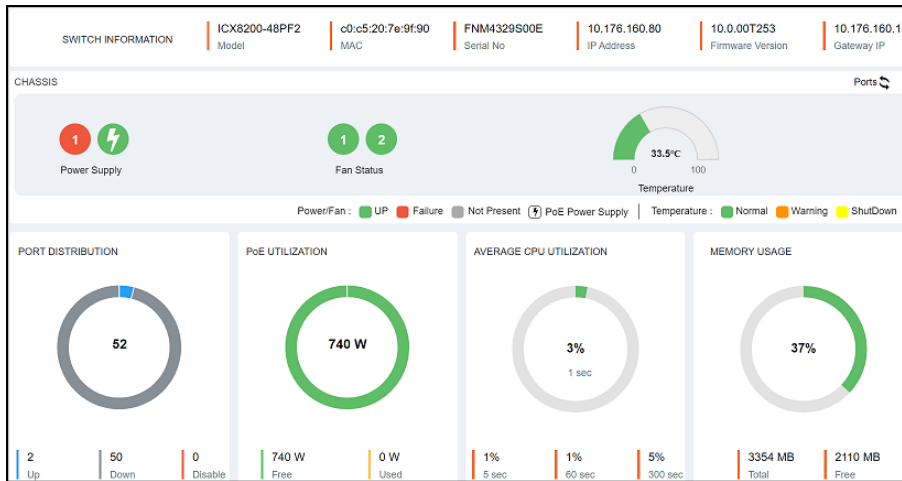 SWITCH INFORMATION
ICX8200-48PF2
Model
c0:c5:20:7e:9f:90
MAC
FNM4329S00E
Serial No
10.176.160.80
IP Address
10.0.00T253
Firmware Version
10.176.160.1
Gateway IP
CHASSIS
Ports
1
Power Supply
1 2
Fan Status
33.5°C
0 100
Temperature
Power/Fan : UP Failure Not Present PoE Power Supply | Temperature : Normal Warning ShutDown
PORT DISTRIBUTION
52
2
Up
50
Down
0
Disable
PoE UTILIZATION
740 W
740 W
Free
0 W
Used
AVERAGE CPU UTILIZATION
3%
1 sec
1%
5 sec
1%
60 sec
5%
300 sec
MEMORY USAGE
37%
3354 MB
Total
2110 MB
Free